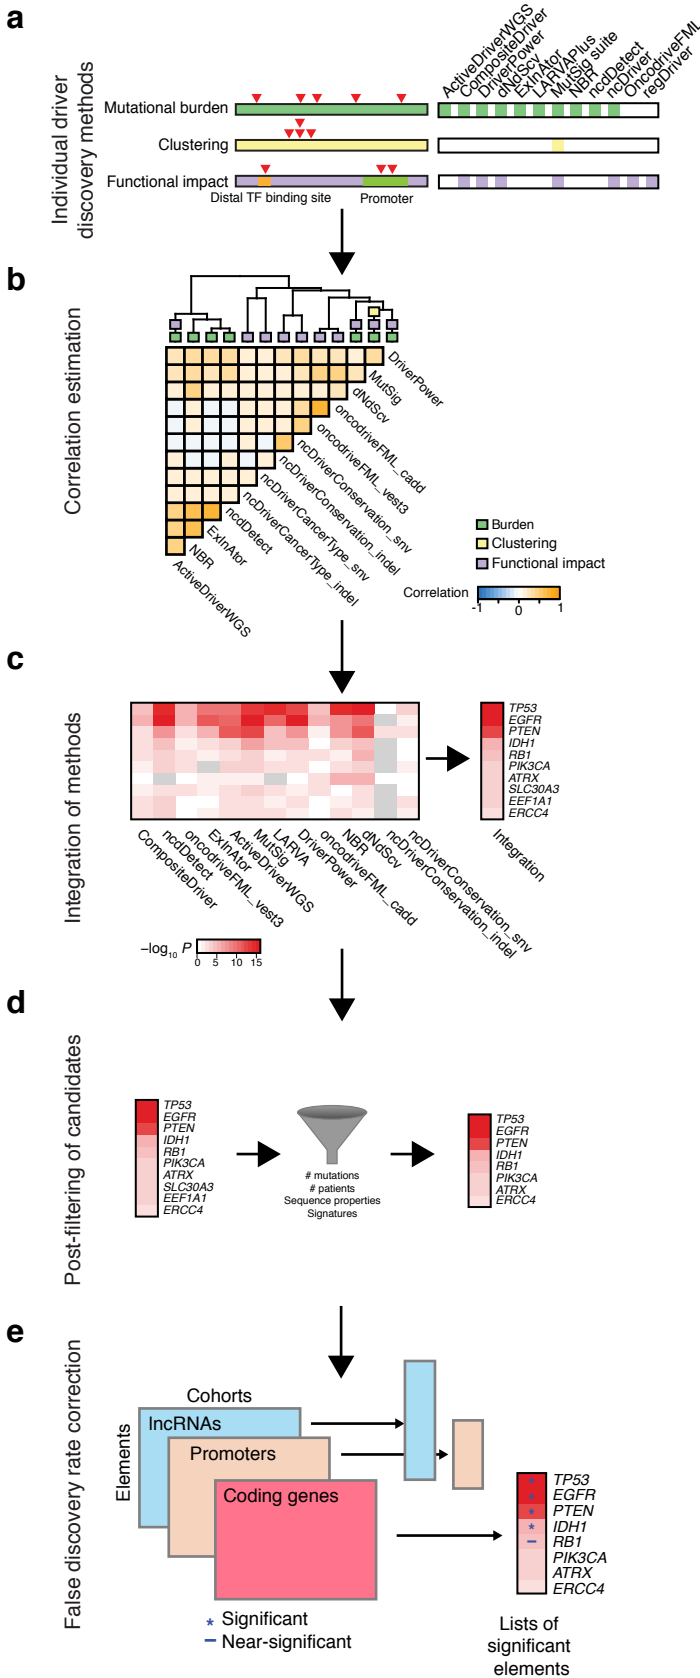 a
Individual driver
discovery methods
ActiveDriverWGS
CompositeDriver
DriverPower
dNdScv
ExInAtor
LARVAPlus
MutSig suite
NBR
ncdDetect
ncDriver
OncodriveFML
regDriver
Mutational burden
Clustering
Functional impact
Distal TF binding site
Promoter
b
Correlation estimation
DriverPower
MutSig
dNdScv
oncodriveFML_cadd
oncodriveFML_vest3
ncDriverConservation_snv
ncDriverConservation_indel
ncDriverCancerType_snv
ncDriverCancerType_indel
ncdDetect
ExInAtor
NBR
ActiveDriverWGS
Burden
Clustering
Functional impact
Correlation
-1 0 1
c
Integration of methods
TP53
EGFR
PTEN
IDH1
RB1
PIK3CA
ATRX
SLC30A3
EEF1A1
ERCC4
CompositeDriver
ncdDetect
oncodriveFML_vest3
ExInAtor
ActiveDriverWGS
MutSig
LARVA
DriverPower
oncodriveFML_cadd
NBR
dNdScv
ncDriverConservation_indel
ncDriverConservation_snv
Integration
−log10 P
0 5 10 15
d
Post-filtering of candidates
TP53
EGFR
PTEN
IDH1
RB1
PIK3CA
ATRX
SLC30A3
EEF1A1
ERCC4
# mutations
# patients
Sequence properties
Signatures
TP53
EGFR
PTEN
IDH1
RB1
PIK3CA
ATRX
ERCC4
e
False discovery rate correction
Cohorts
Elements
lncRNAs
Promoters
Coding genes
* TP53
* EGFR
* PTEN
* IDH1
– RB1
PIK3CA
ATRX
ERCC4
* Significant
– Near-significant
Lists of
significant
elements